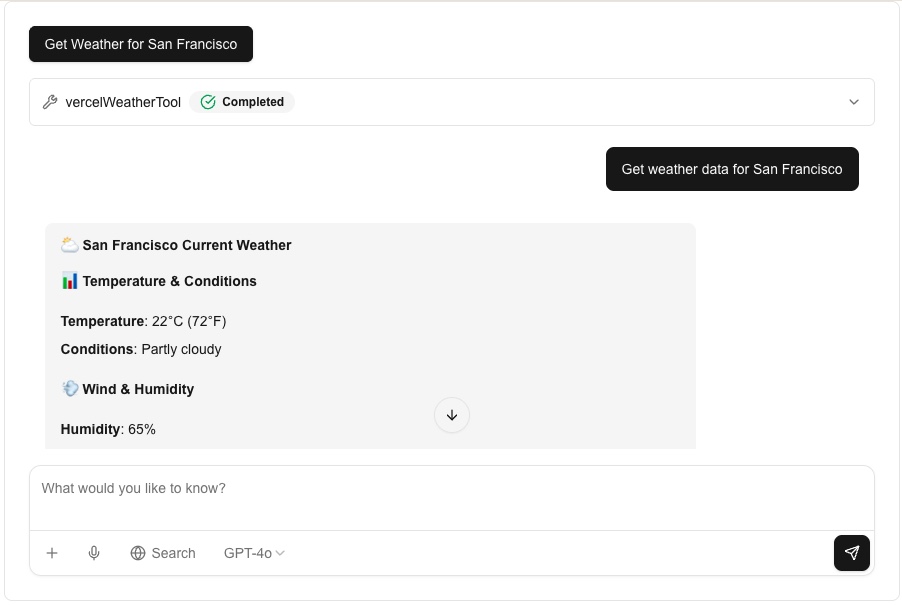 Get Weather for San Francisco
vercelWeatherTool Completed
Get weather data for San Francisco
San Francisco Current Weather
Temperature & Conditions
Temperature: 22°C (72°F)
Conditions: Partly cloudy
Wind & Humidity
Humidity: 65%
What would you like to know?
Search GPT-4o